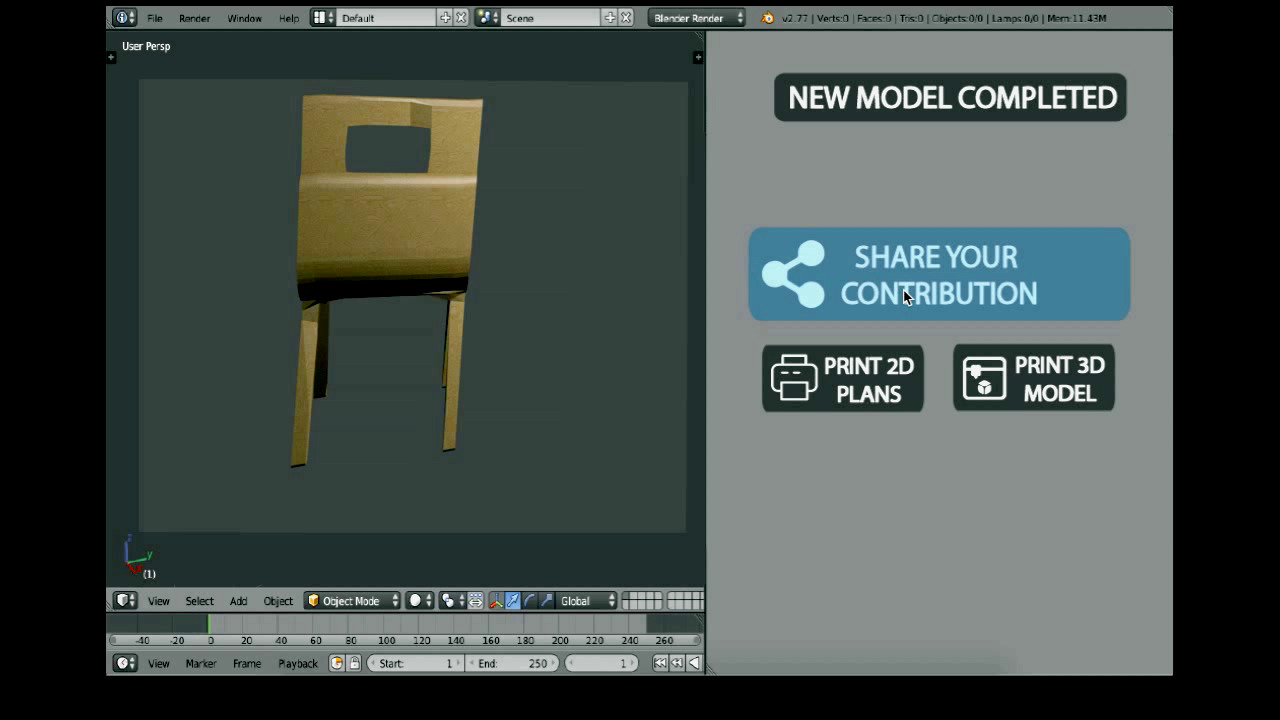 File Render Window Help Default Scene Blender Render v2.77 | Verts:0 | Faces:0 | Tris:0 | Objects:0/0 | Lamps:0/0 | Mem:11.43M
User Persp
NEW MODEL COMPLETED
SHARE YOUR
CONTRIBUTION
PRINT 2D
PLANS
PRINT 3D
MODEL
z
y
x
(1)
View Select Add Object Object Mode Global
-40 -20 0 20 40 60 80 100 120 140 160 180 200 220 240 260
View Marker Frame Playback Start: 1 End: 250 1